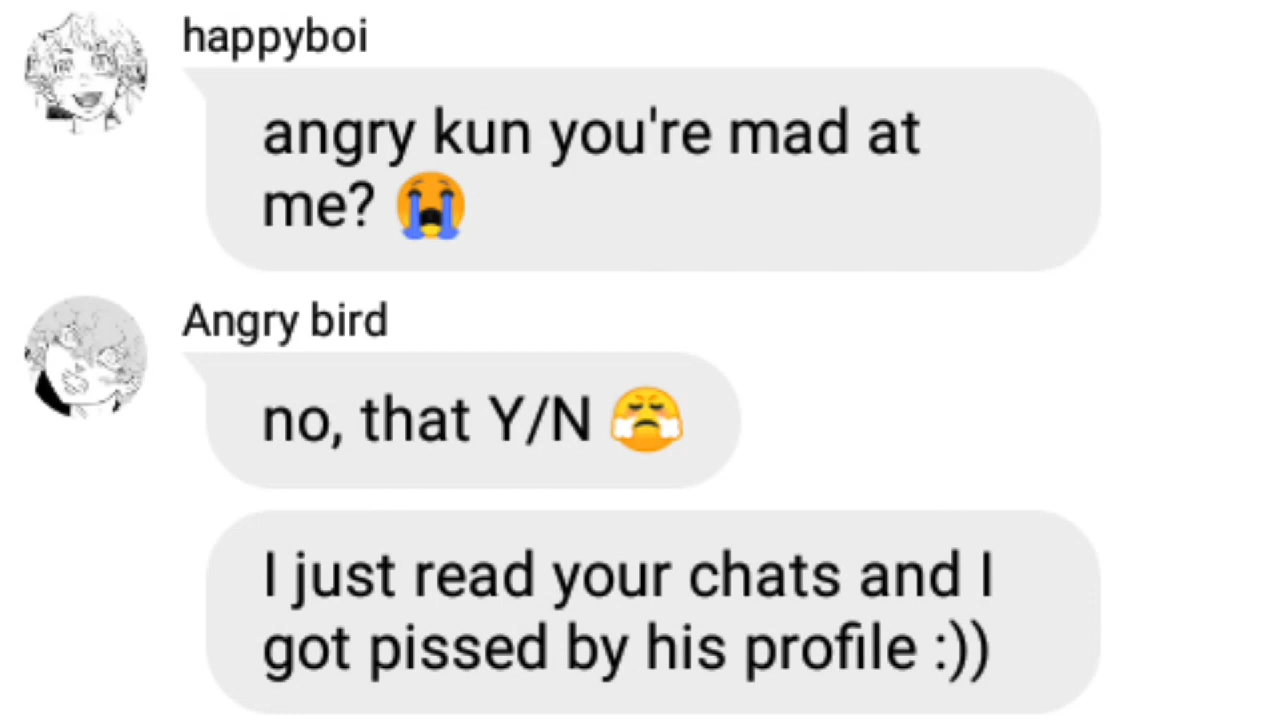 happyboi
angry kun you're mad at
me? 😭
Angry bird
no, that Y/N 😤
I just read your chats and I
got pissed by his profile :))